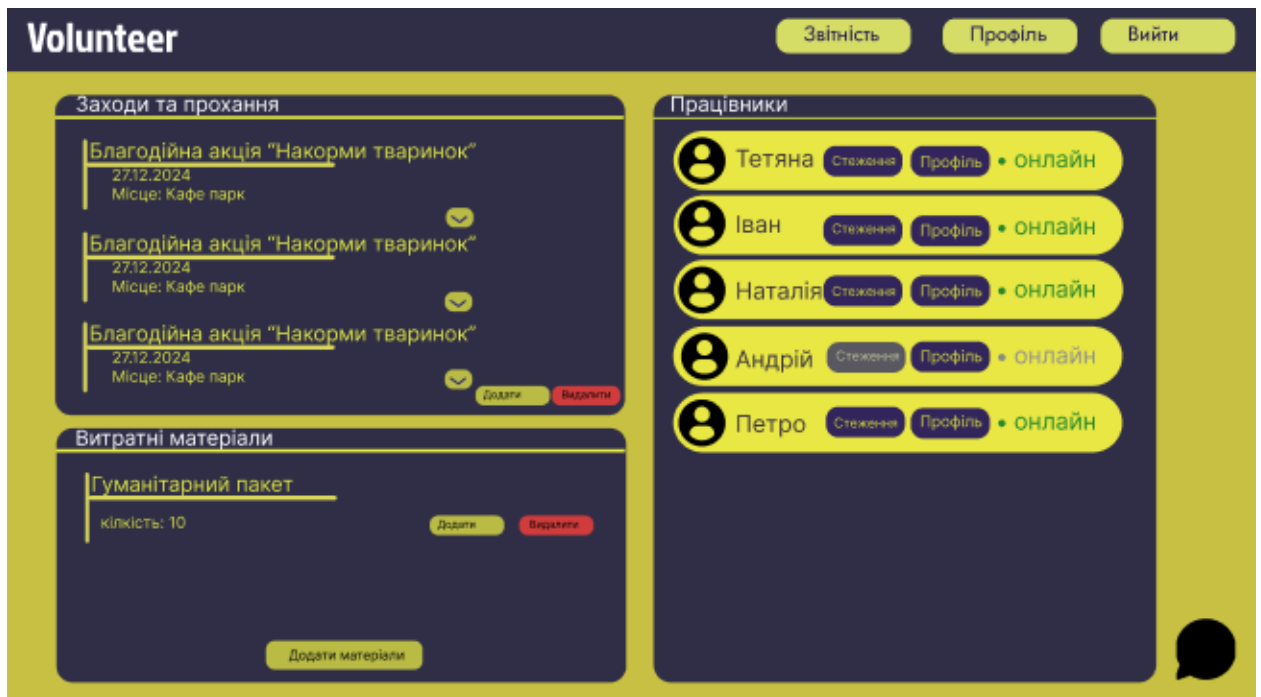 Volunteer
Звітність
Профіль
Вийти
Заходи та прохання
Благодійна акція “Накорми тваринок”
27.12.2024
Місце: Кафе парк
Благодійна акція “Накорми тваринок”
27.12.2024
Місце: Кафе парк
Благодійна акція “Накорми тваринок”
27.12.2024
Місце: Кафе парк
Додати
Видалити
Витратні матеріали
Гуманітарний пакет
кілкість: 10
Додати
Видалити
Додати матеріали
Працівники
Тетяна Стеження Профіль • онлайн
Іван Стеження Профіль • онлайн
Наталія Стеження Профіль • онлайн
Андрій Стеження Профіль • онлайн
Петро Стеження Профіль • онлайн